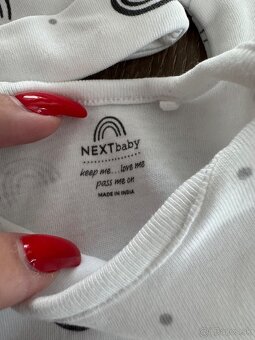 NEXTbaby
keep me...love me
pass me on
MADE IN INDIA